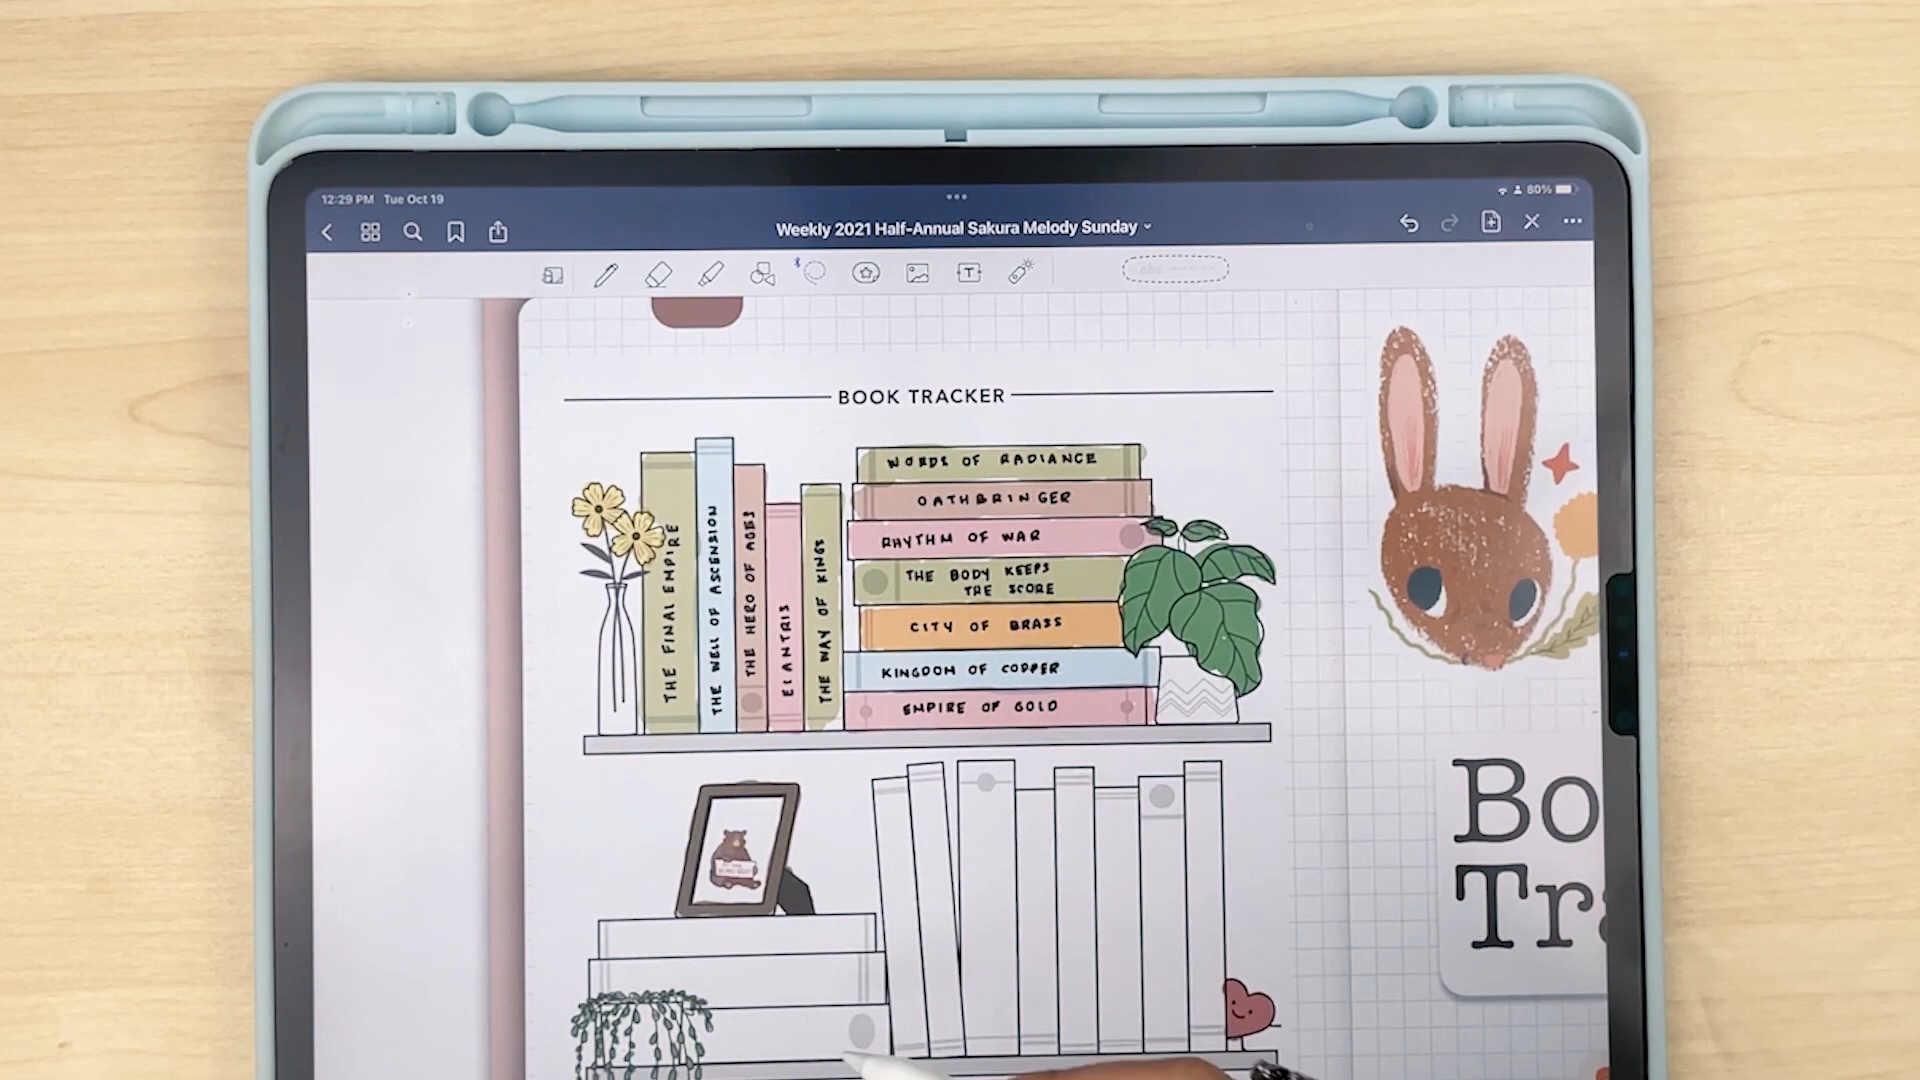 12:29 PM Tue Oct 19
80%
Weekly 2021 Half-Annual Sakura Melody Sunday
abc
BOOK TRACKER
THE FINAL EMPIRE
THE WELL OF ASCENSION
THE HERO OF AGES
ELANTRIS
THE WAY OF KINGS
WORDS OF RADIANCE
OATHBRINGER
RHYTHM OF WAR
THE BODY KEEPS
THE SCORE
CITY OF BRASS
KINGDOM OF COPPER
EMPIRE OF GOLD
Bo
Tra